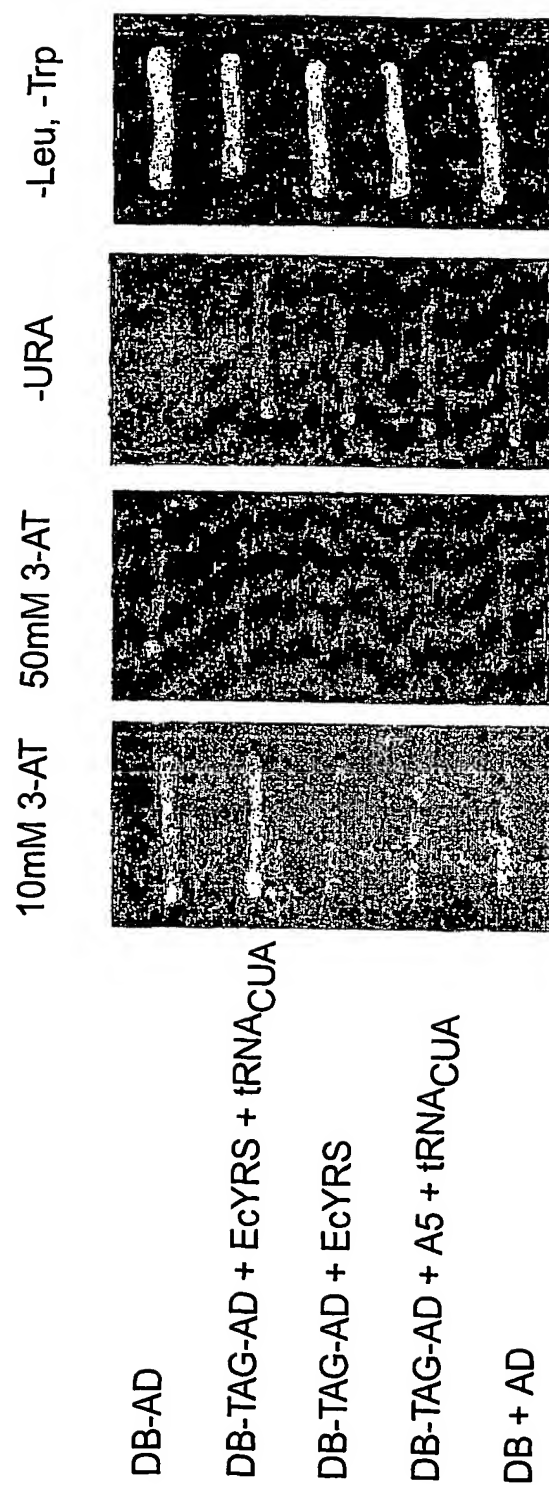 10mM 3-AT
50mM 3-AT
-URA
-Leu, -Trp
DB-AD
DB-TAG-AD + EcYRS + tRNACUA
DB-TAG-AD + EcYRS
DB-TAG-AD + A5 + tRNACUA
DB + AD